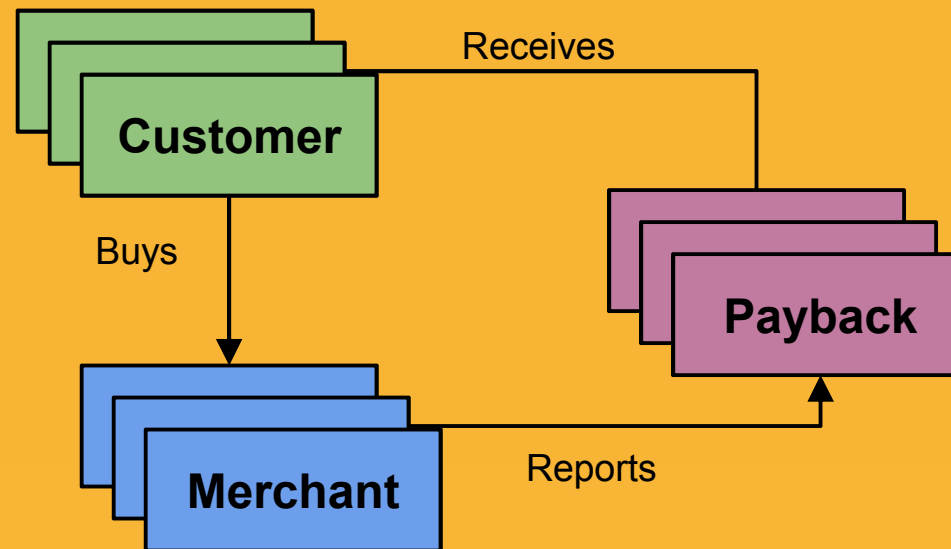 Receives
Customer
Buys
Payback
Reports
Merchant